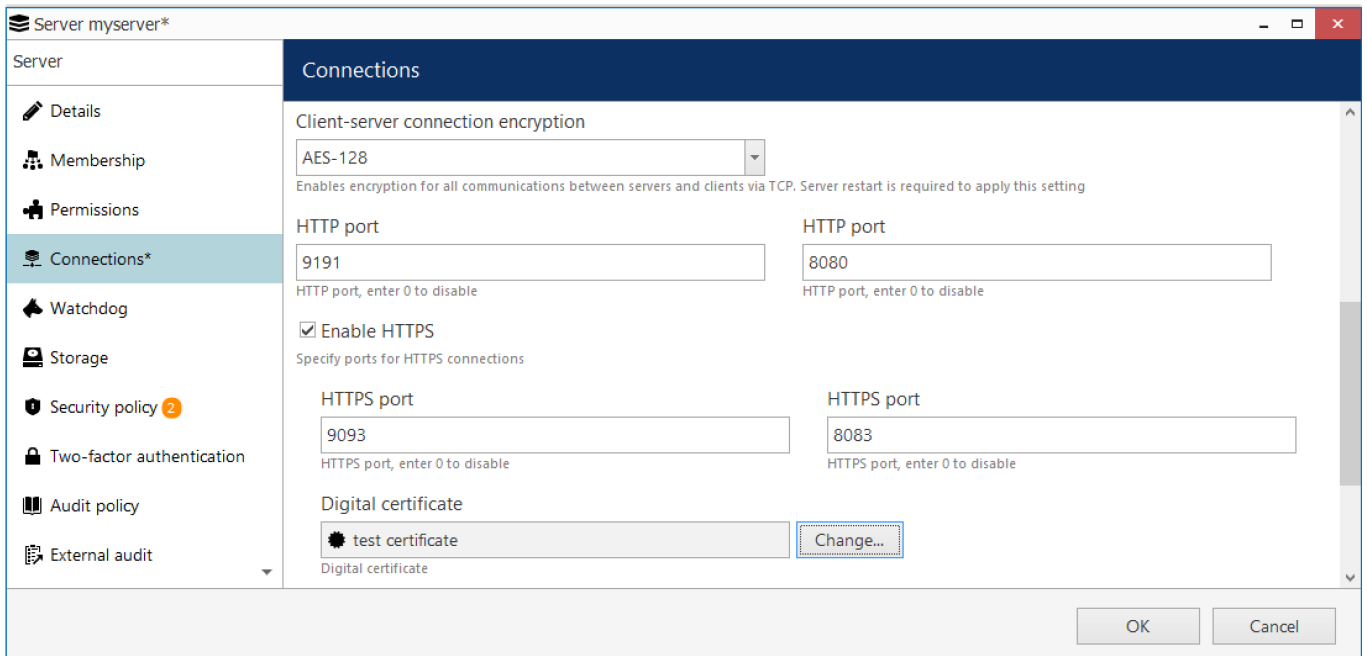 Server myserver*
Server
Details
Membership
Permissions
Connections*
Watchdog
Storage
Security policy 2
Two-factor authentication
Audit policy
External audit
Connections
Client-server connection encryption
AES-128
Enables encryption for all communications between servers and clients via TCP. Server restart is required to apply this setting
HTTP port HTTP port
9191 8080
HTTP port, enter 0 to disable HTTP port, enter 0 to disable
Enable HTTPS
Specify ports for HTTPS connections
HTTPS port HTTPS port
9093 8083
HTTPS port, enter 0 to disable HTTPS port, enter 0 to disable
Digital certificate
test certificate Change...
Digital certificate
OK Cancel